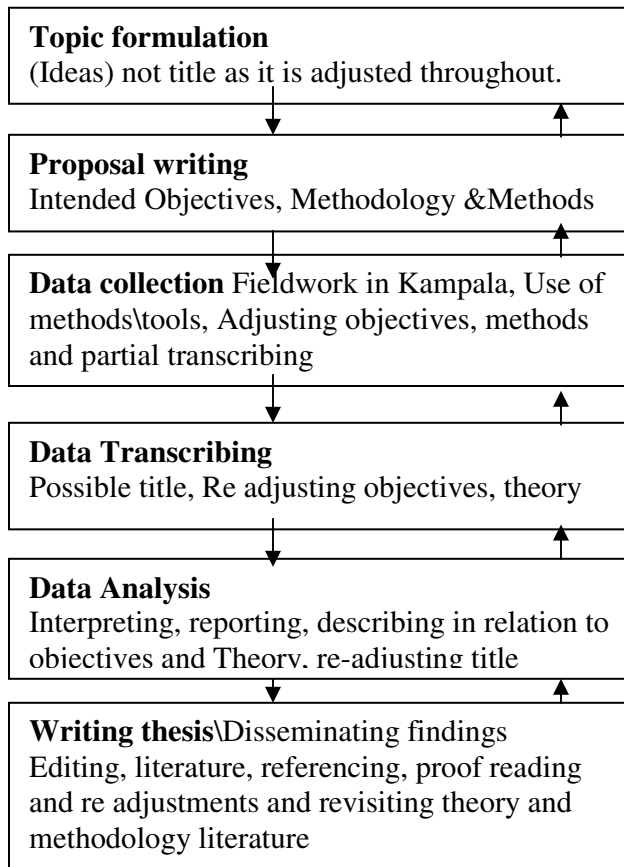 Topic formulation
(Ideas) not title as it is adjusted throughout.
Proposal writing
Intended Objectives, Methodology &Methods
Data collection Fieldwork in Kampala, Use of
methods\tools, Adjusting objectives, methods
and partial transcribing
Data Transcribing
Possible title, Re adjusting objectives, theory
Data Analysis
Interpreting, reporting, describing in relation to
objectives and Theory, re-adjusting title
Writing thesis\Disseminating findings
Editing, literature, referencing, proof reading
and re adjustments and revisiting theory and
methodology literature